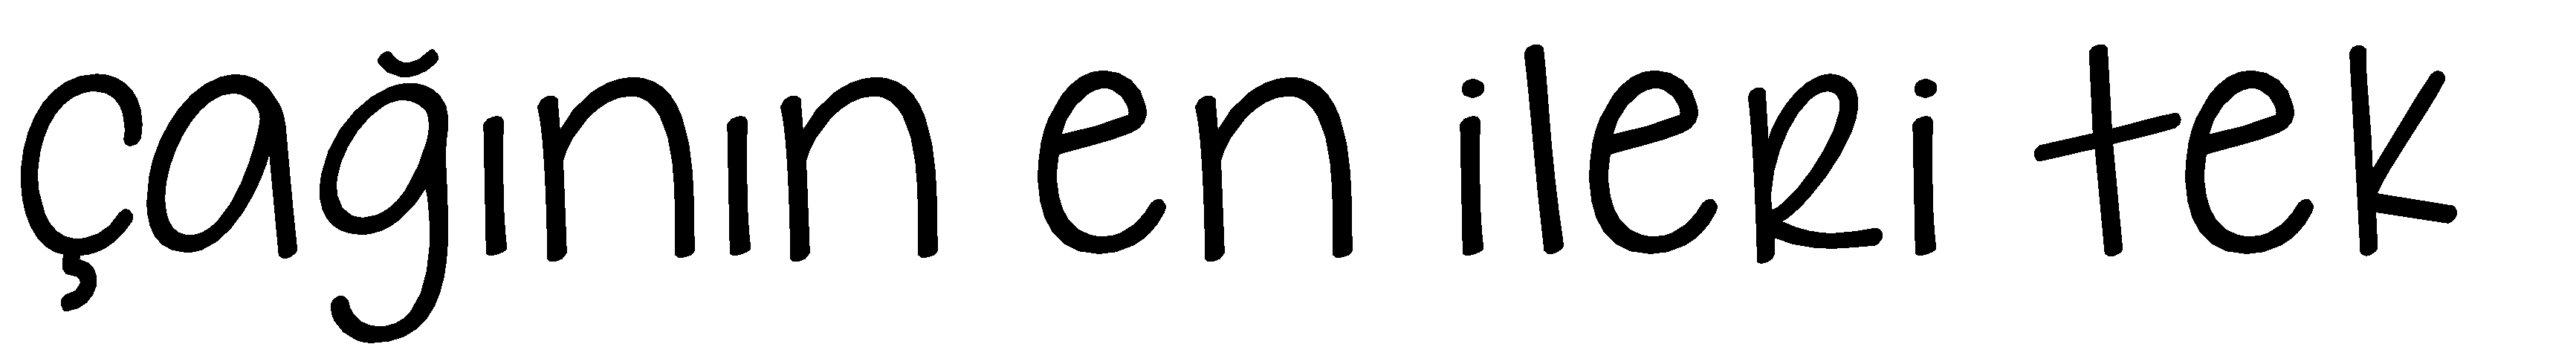 çağının en ileri tek